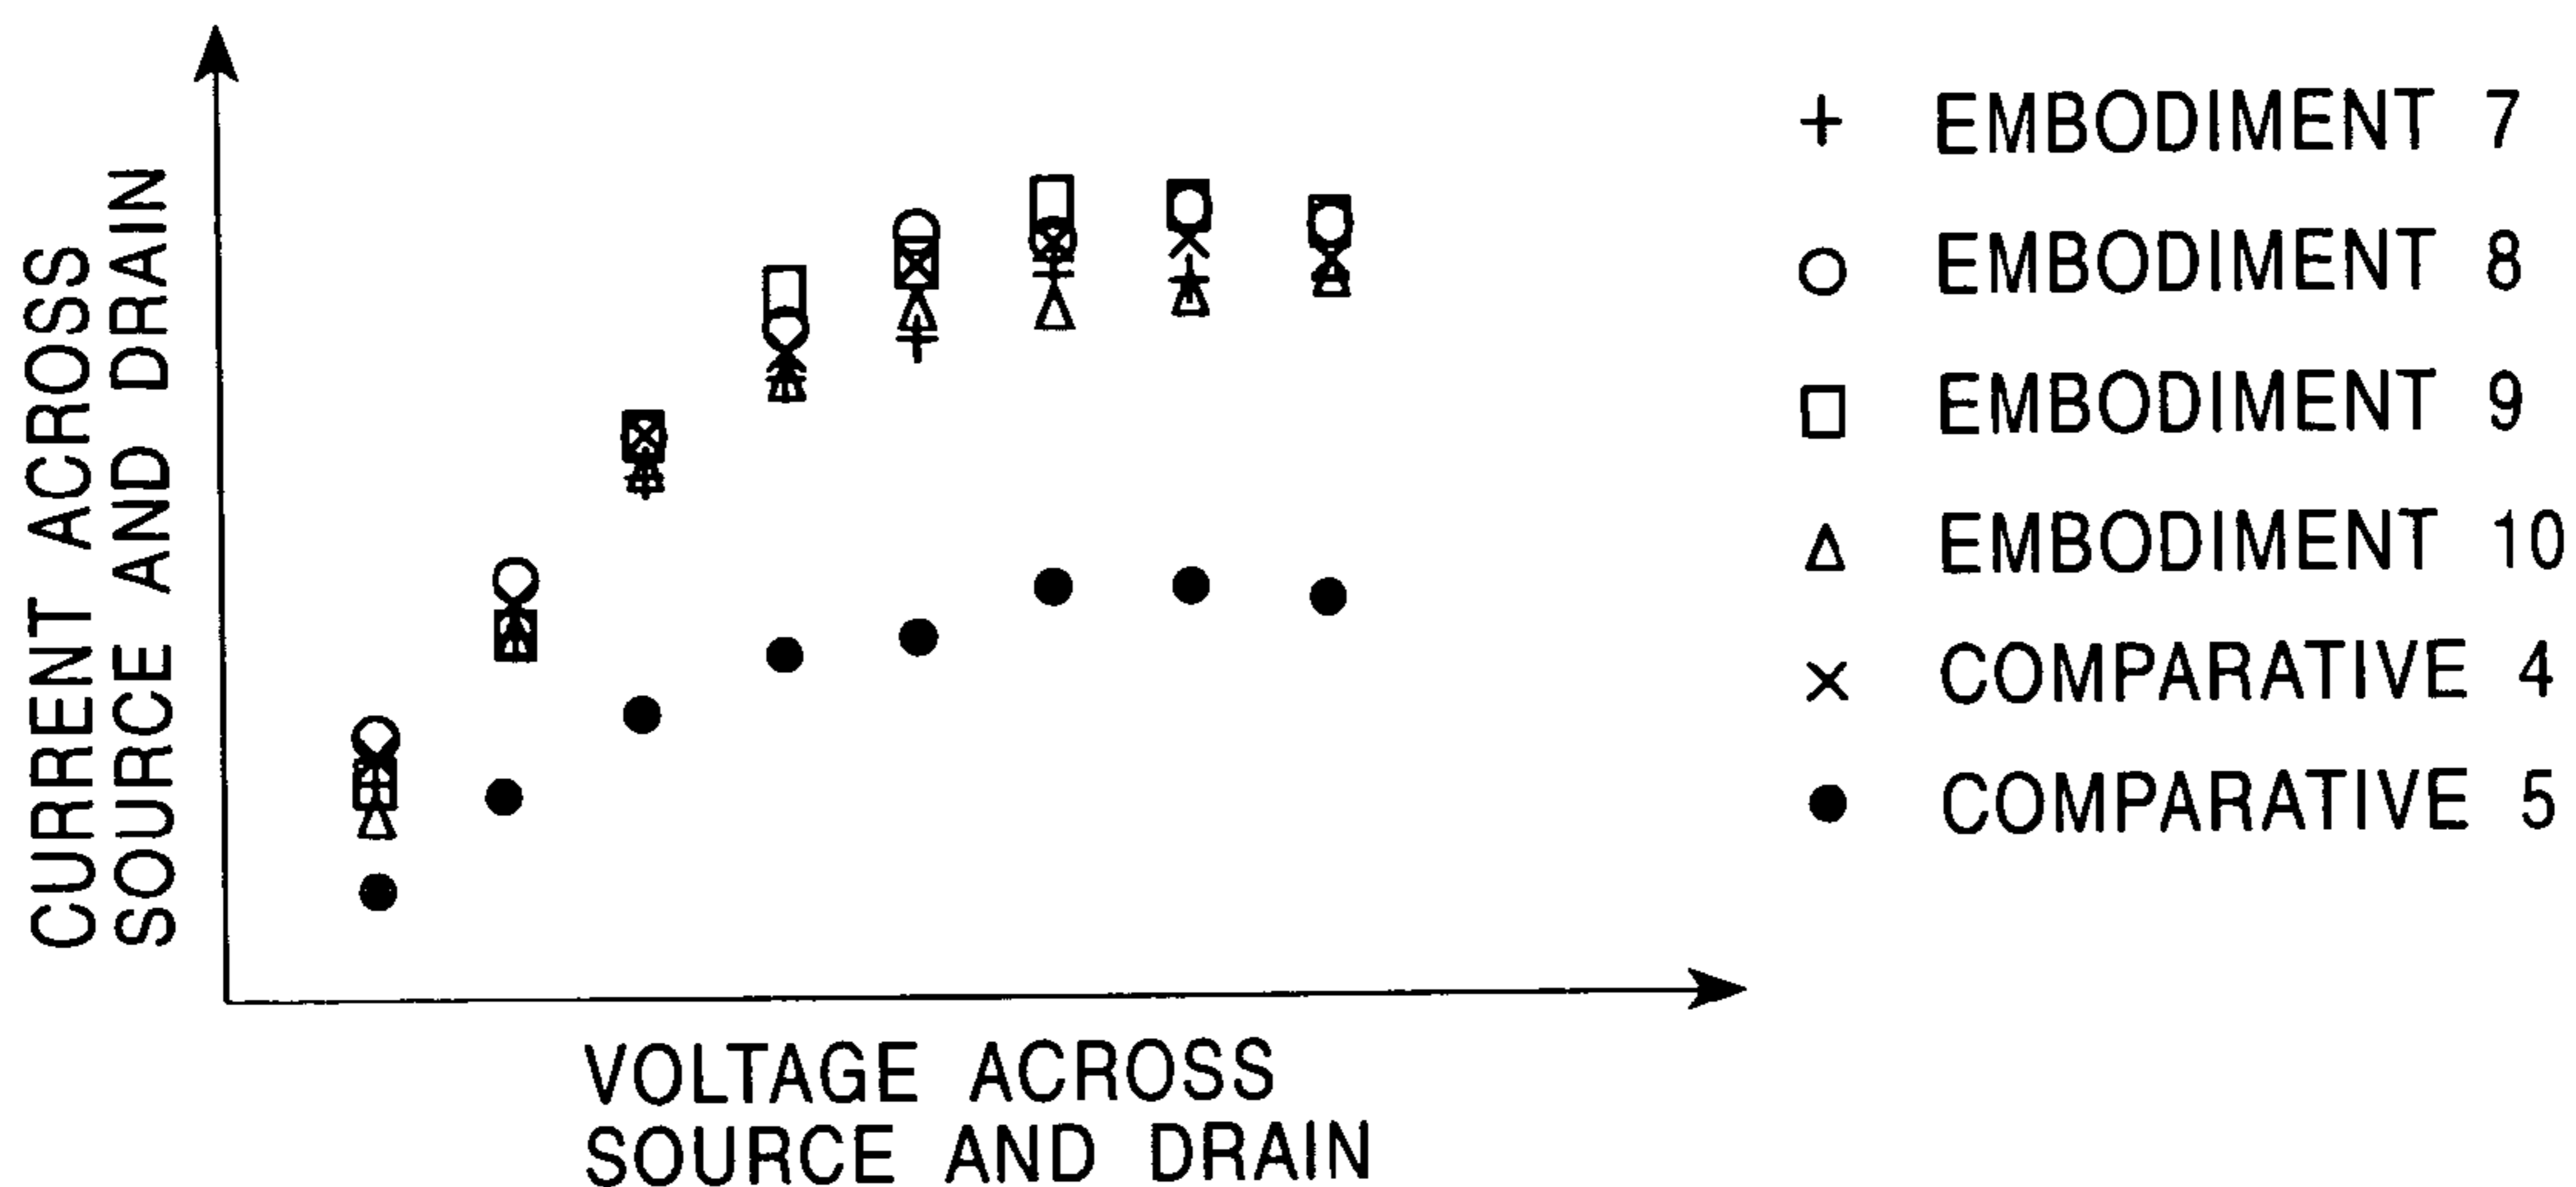 CURRENT ACROSS
SOURCE AND DRAIN
VOLTAGE ACROSS
SOURCE AND DRAIN
EMBODIMENT 7
EMBODIMENT 8
EMBODIMENT 9
EMBODIMENT 10
COMPARATIVE 4
COMPARATIVE 5